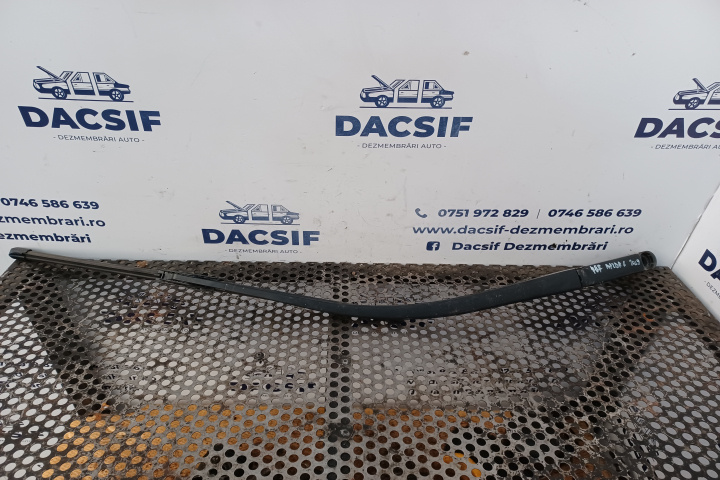 DACSIF
- DEZMEMBRĂRI AUTO -
DACSIF
- DEZMEMBRĂRI AUTO -
DACSIF
- DEZMEMBRĂRI
0746 586 639
dezmembrari.ro
Dezmembrări
DACSIF
DEZMEMBRĂRI AUTO
0751 972 829 | 0746 586 639
www.dacsif-dezmembrari.ro
Dacsif Dezmembrări